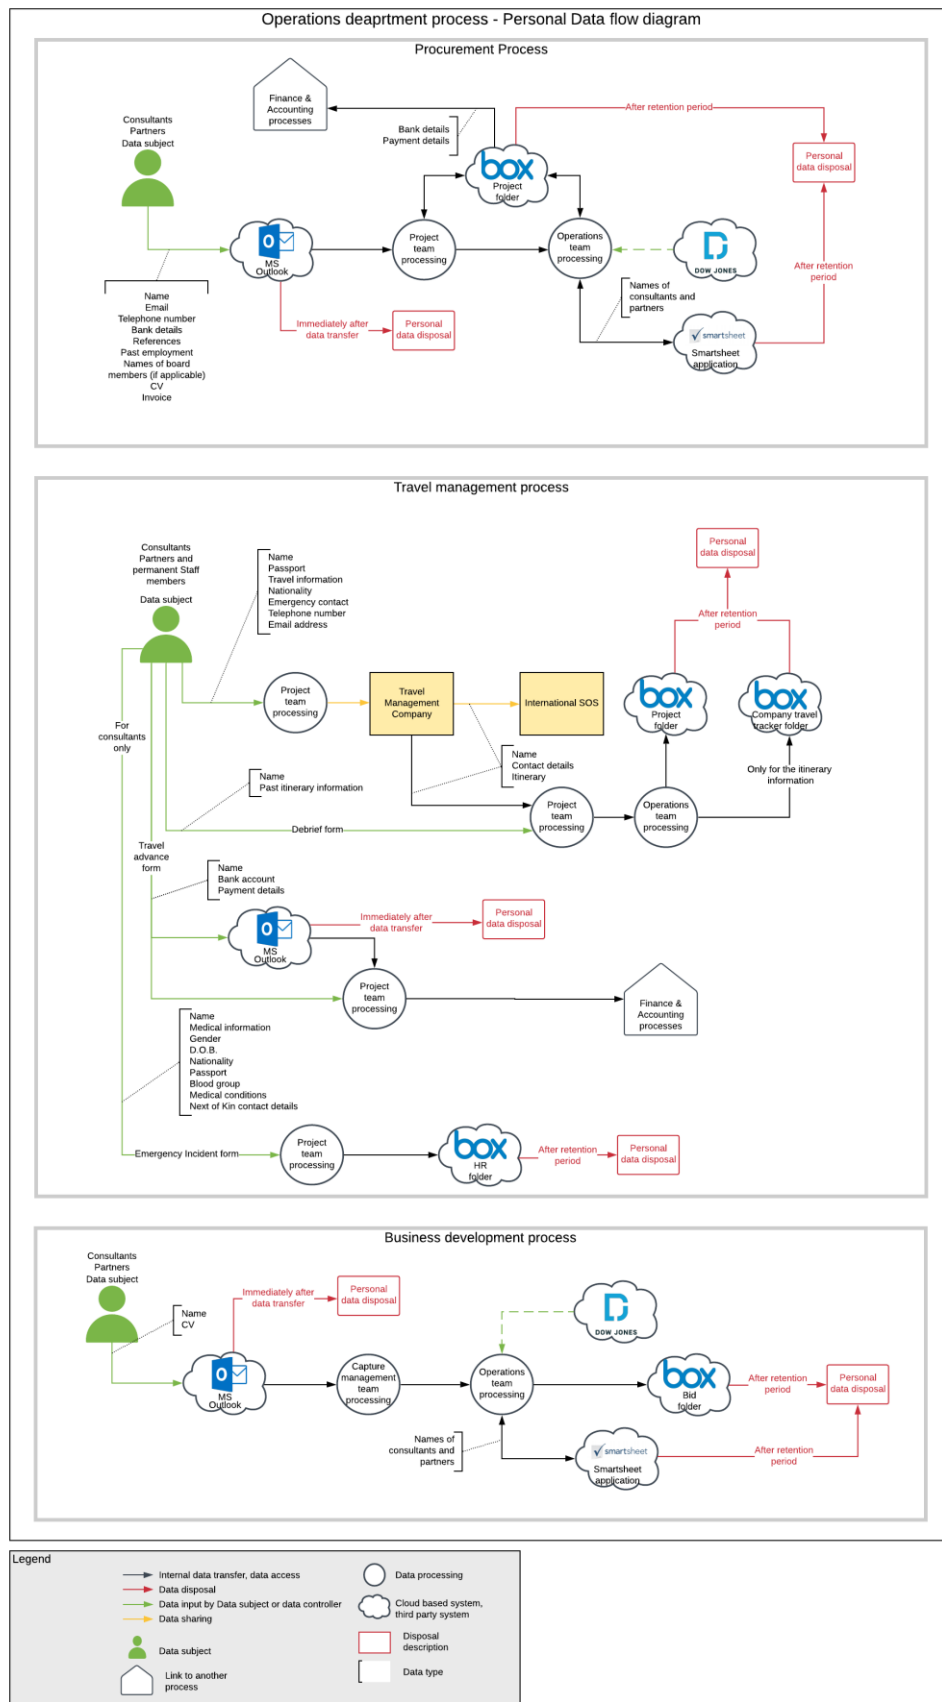 Operations deaprtment process - Personal Data flow diagram
Procurement Process
Finance &
Accounting
processes
Consultants
Partners
Data subject
Bank details
Payment details
After retention period
box
Project
folder
Personal
data disposal
MS
Outlook
Project
team
processing
Operations
team
processing
DOW JONES
Name
Email
Telephone number
Bank details
References
Past employment
Names of board
members (if applicable)
CV
Invoice
Immediately after
data transfer
Personal
data disposal
Names of
consultants and
partners
After retention
period
smartsheet
Smartsheet
application
Travel management process
Consultants
Partners and
permanent Staff
members
Data subject
Name
Passport
Travel information
Nationality
Emergency contact
Telephone number
Email address
Personal
data disposal
After retention
period
Project
team
processing
Travel
Management
Company
International SOS
box
Project
folder
box
Company travel
tracker folder
For
consultants
only
Name
Contact details
Itinerary
Only for the itinerary
information
Name
Past itinerary information
Debrief form
Project
team
processing
Operations
team
processing
Travel
advance
form
Name
Bank account
Payment details
MS
Outlook
Immediately after
data transfer
Personal
data disposal
Project
team
processing
Finance &
Accounting
processes
Name
Medical information
Gender
D.O.B.
Nationality
Passport
Blood group
Medical conditions
Next of Kin contact details
Emergency Incident form
Project
team
processing
box
HR
folder
After retention
period
Personal
data disposal
Business development process
Consultants
Partners
Data subject
Name
CV
Immediately after
data transfer
Personal
data disposal
DOW JONES
MS
Outlook
Capture
management
team
processing
Operations
team
processing
box
Bid
folder
After retention
period
Personal
data disposal
Names of
consultants and
partners
smartsheet
Smartsheet
application
After retention
period
Legend
Internal data transfer, data access
Data disposal
Data input by Data subject or data controller
Data sharing
Data subject
Link to another
process
Data processing
Cloud based system,
third party system
Disposal
description
Data type